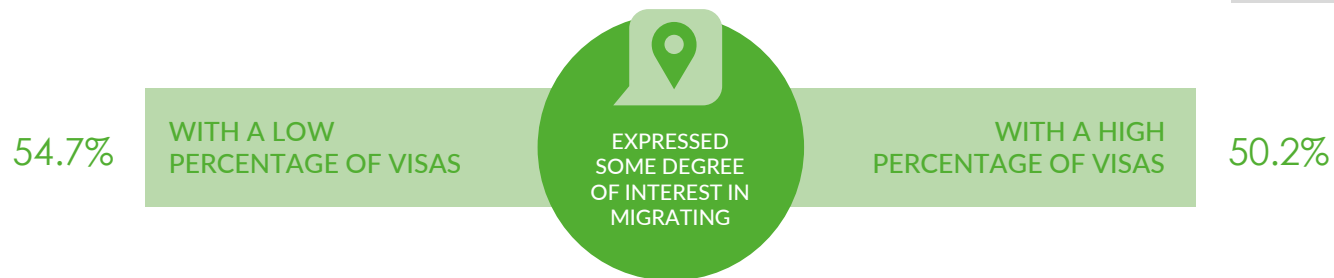 54.7%
WITH A LOW
PERCENTAGE OF VISAS
EXPRESSED
SOME DEGREE
OF INTEREST IN
MIGRATING
WITH A HIGH
PERCENTAGE OF VISAS
50.2%